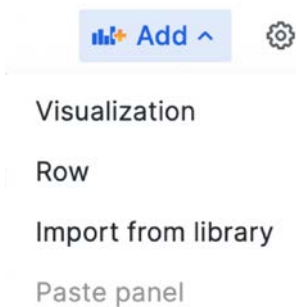 Add
Visualization
Row
Import from library
Paste panel